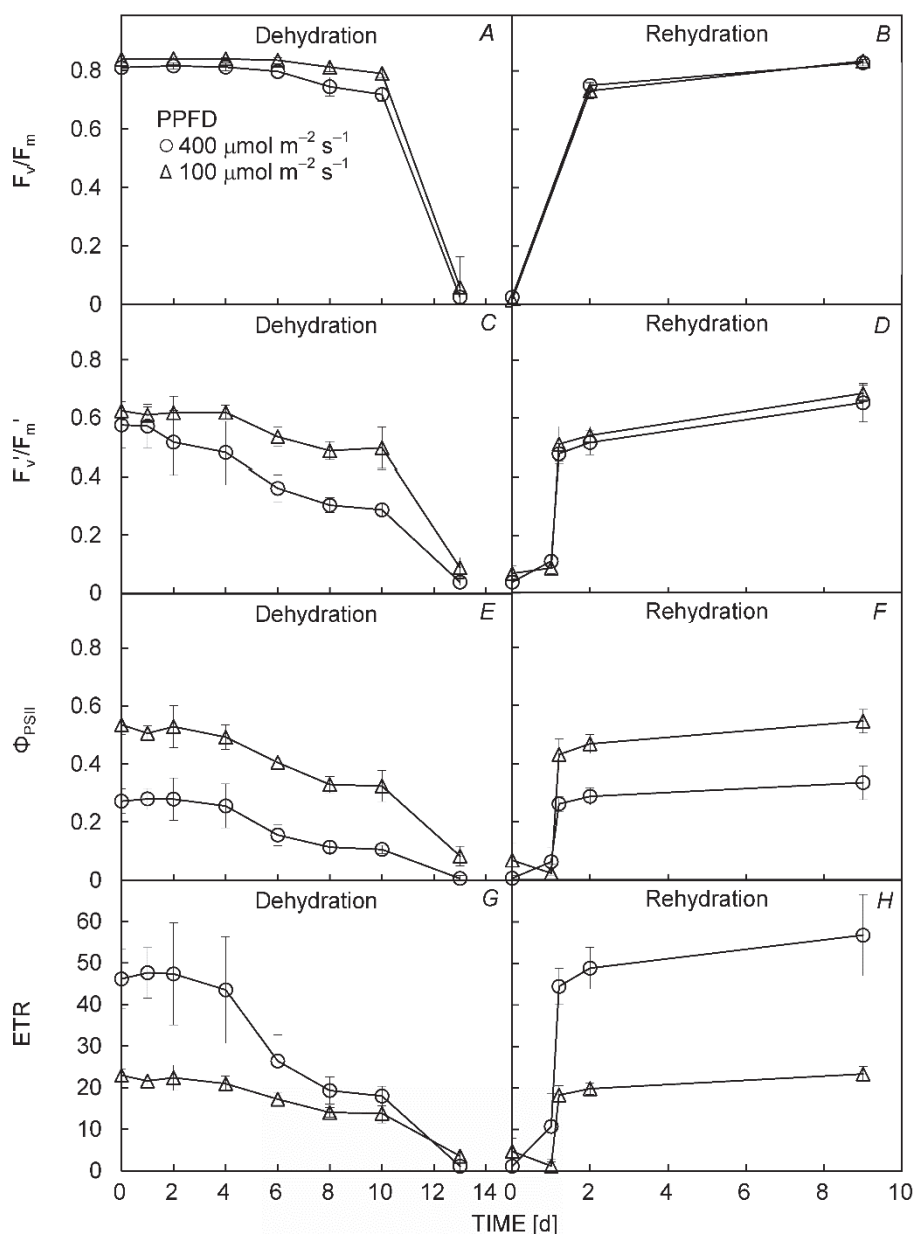 Dehydration A
Rehydration B
0.8
0.6
0.4
0.2
0
Fv/Fm
PPFD
400 μmol m–2 s–1
100 μmol m–2 s–1
Dehydration C
Rehydration D
0.8
0.6
0.4
0.2
0
Fv'/Fm'
Dehydration E
Rehydration F
0.8
0.6
0.4
0.2
0
ΦPSII
Dehydration G
Rehydration H
60
50
40
30
20
10
0
ETR
0 2 4 6 8 10 12 14 0 2 4 6 8 10
TIME [d]